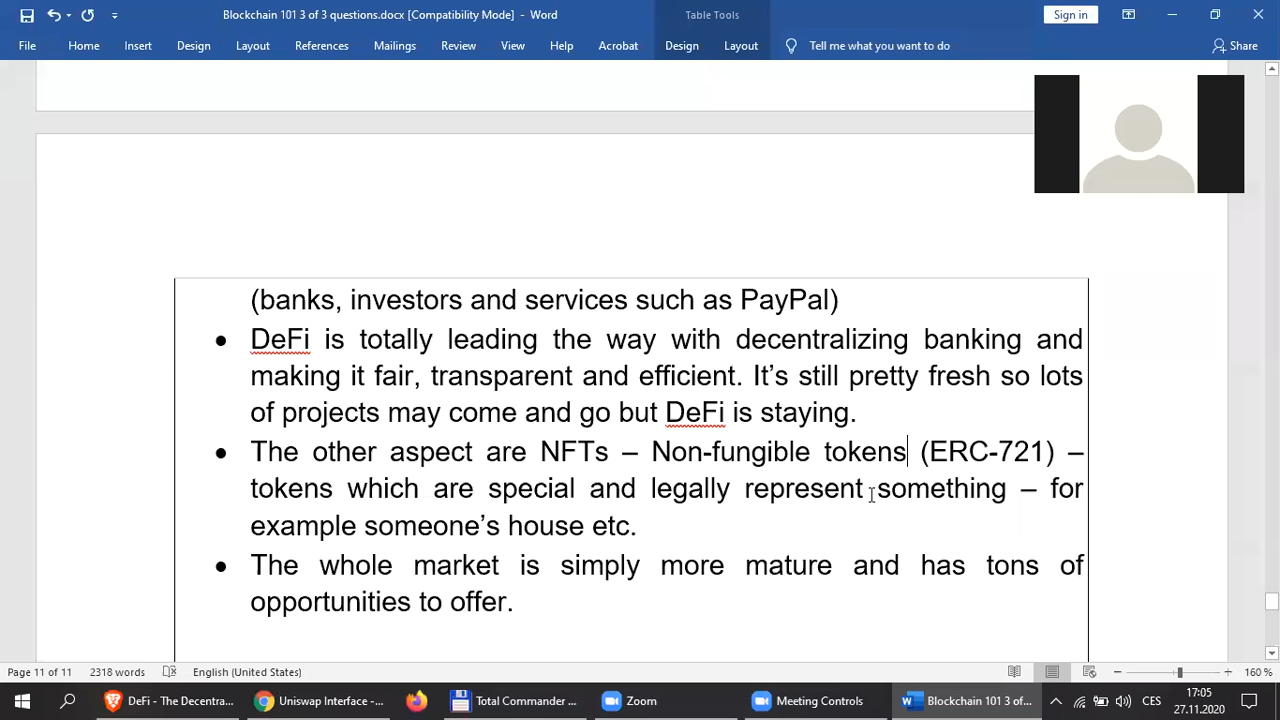 Blockchain 101 3 of 3 questions.docx [Compatibility Mode] - Word
Table Tools
Sign in
File Home Insert Design Layout References Mailings Review View Help Acrobat Design Layout Tell me what you want to do Share
(banks, investors and services such as PayPal)
• DeFi is totally leading the way with decentralizing banking and
making it fair, transparent and efficient. It’s still pretty fresh so lots
of projects may come and go but DeFi is staying.
• The other aspect are NFTs – Non-fungible tokens (ERC-721) –
tokens which are special and legally represent something – for
example someone’s house etc.
• The whole market is simply more mature and has tons of
opportunities to offer.
Page 11 of 11 2318 words English (United States) 160 %
DeFi - The Decentra... Uniswap Interface -... Total Commander ... Zoom Meeting Controls Blockchain 101 3 of... CES 17:05
27.11.2020